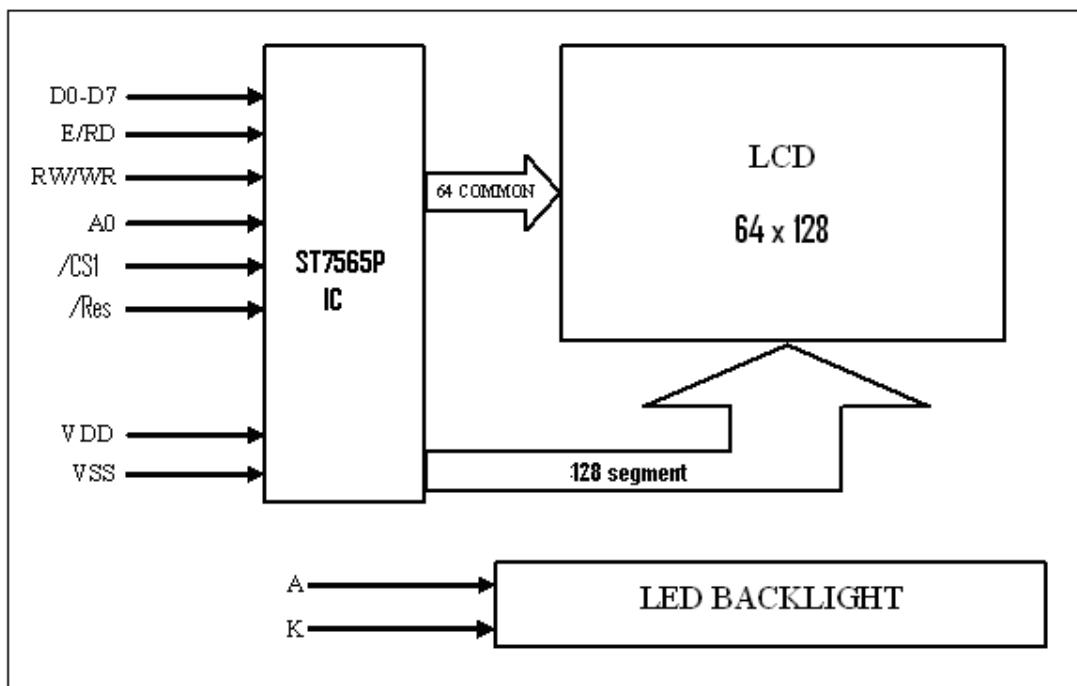 D0-D7
E/RD
RW/WR
A0
/CS1
/Res
VDD
VSS
ST7565P
IC
64 COMMON
LCD
64 x 128
128 segment
A
K
LED BACKLIGHT